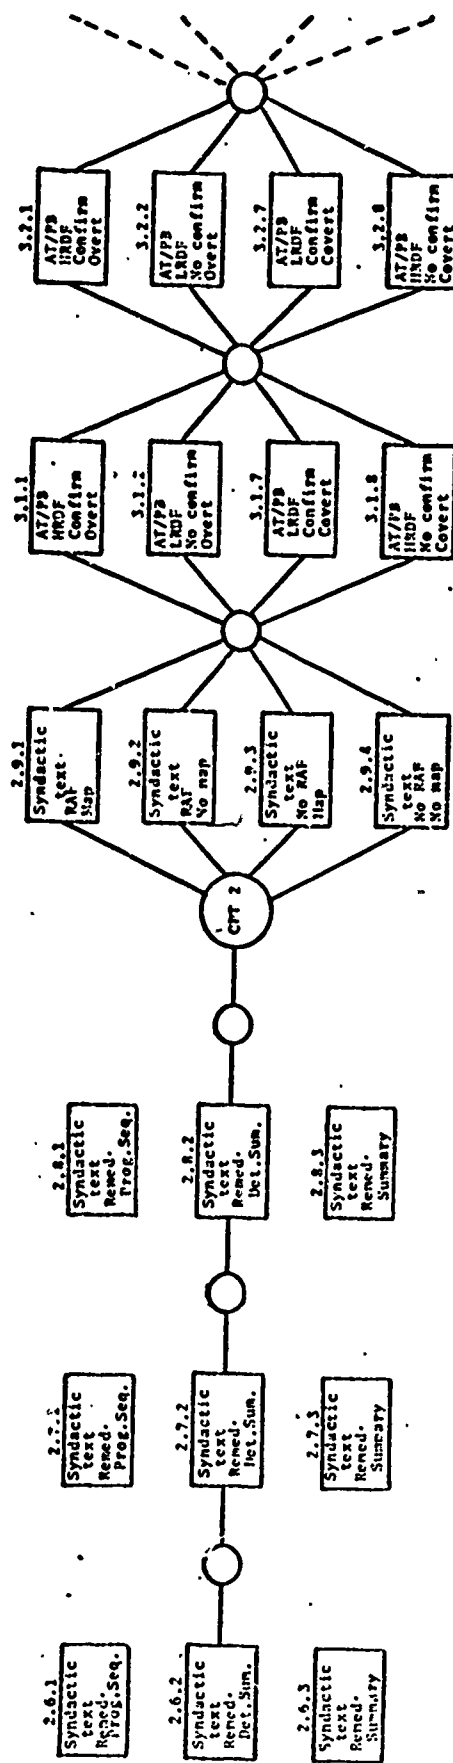 2.6.1
Syndactic
text
Remed.
Prog.Seq.
2.6.2
Syndactic
text
Remed.
Det.Sum.
2.6.3
Syndactic
text
Remed.
Summary
Syndactic
text
Remed.
Prog.Seq.
2.7.2
Syndactic
text
Remed.
Det.Sum.
2.7.3
Syndactic
text
Remed.
Summary
2.8.1
Syndactic
text
Remed.
Prog.Seq.
2.8.2
Syndactic
text
Remed.
Det.Sum.
2.8.3
Syndactic
text
Remed.
Summary
CPT 2
2.9.1
Syndactic
text
RAF
Map
2.9.2
Syndactic
text
RAF
No map
2.9.3
Syndactic
text
No RAF
Map
2.9.4
Syndactic
text
No RAF
No map
3.1.1
AT/PB
HRDF
Confirm
Overt
3.1.2
AT/PB
LRDF
No confirm
Overt
3.1.7
AT/PB
LRDF
Confirm
Covert
3.1.8
AT/PB
HRDF
No confirm
Covert
3.2.1
AT/PB
HRDF
Confirm
Overt
3.2.2
AT/PB
LRDF
No confirm
Overt
3.2.7
AT/PB
LRDF
Confirm
Covert
3.2.8
AT/PB
HRDF
No confirm
Covert